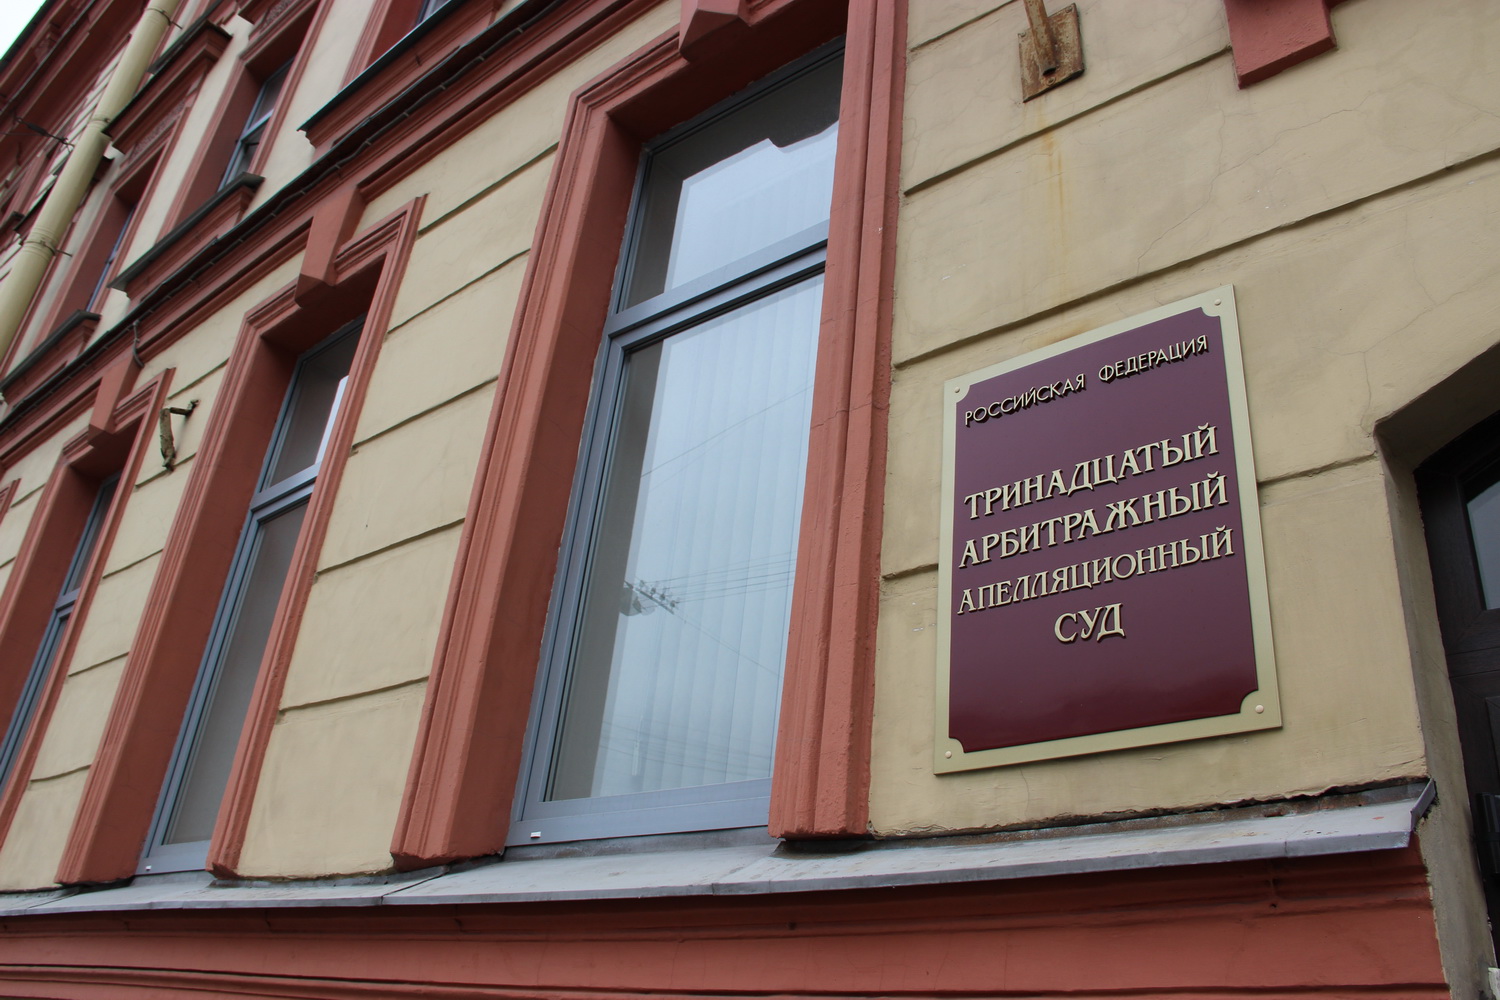 РОССИЙСКАЯ ФЕДЕРАЦИЯ
ТРИНАДЦАТЫЙ
АРБИТРАЖНЫЙ
АПЕЛЛЯЦИОННЫЙ
СУД